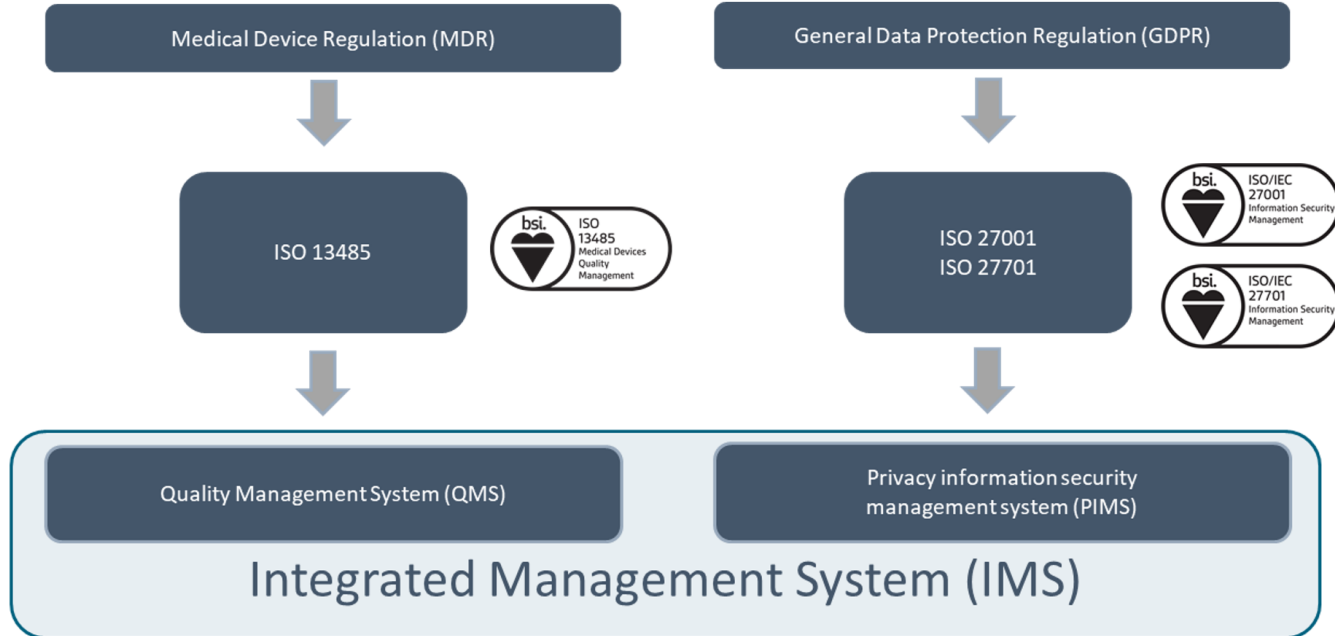 Medical Device Regulation (MDR)
General Data Protection Regulation (GDPR)
ISO 13485
bsi.
ISO
13485
Medical Devices
Quality
Management
ISO 27001
ISO 27701
bsi.
ISO/IEC
27001
Information Security
Management
bsi.
ISO/IEC
27701
Information Security
Management
Quality Management System (QMS)
Privacy information security
management system (PIMS)
Integrated Management System (IMS)